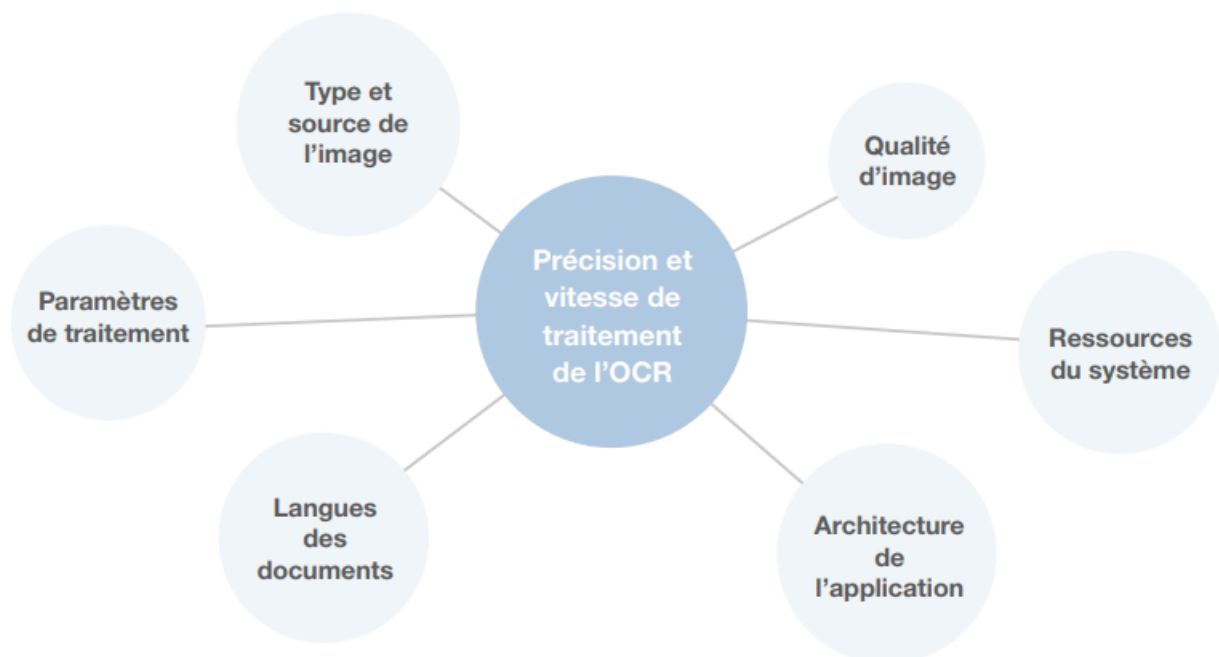 Type et
source de
l'image
Qualité
d'image
Précision et
vitesse de
traitement
de l'OCR
Paramètres
de traitement
Ressources
du système
Langues
des
documents
Architecture
de
l'application